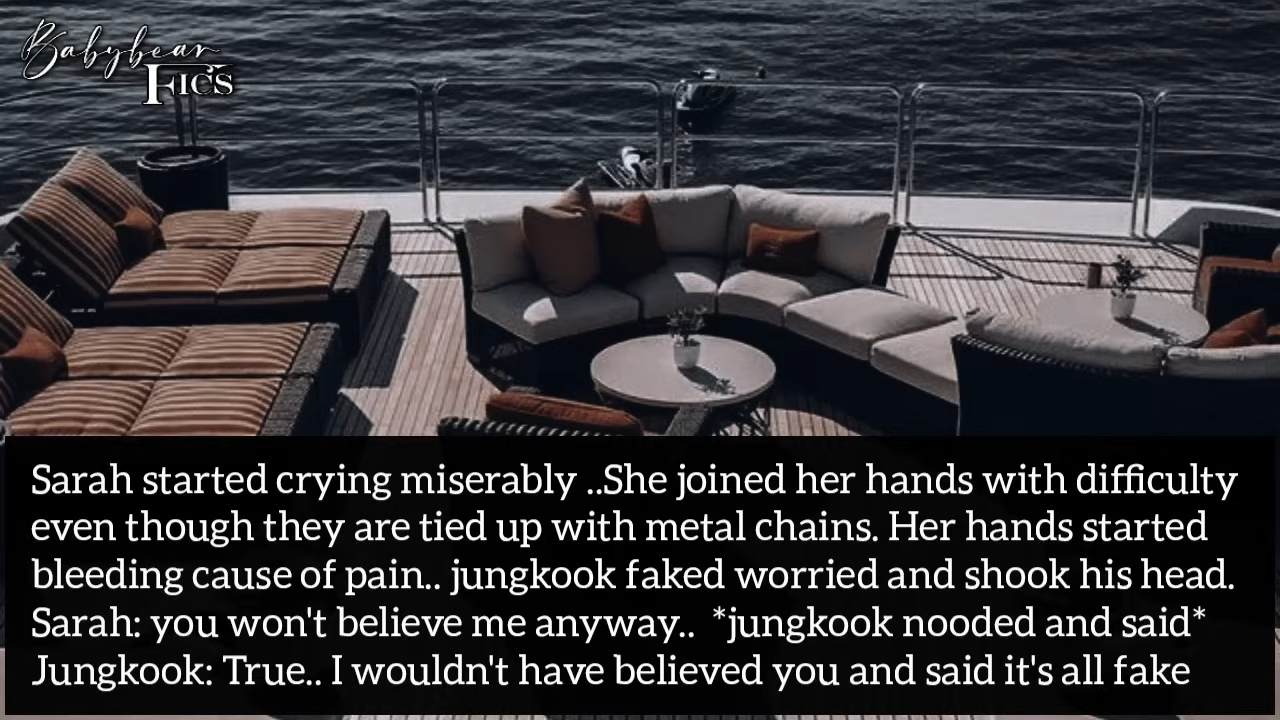 Babybear
FICS
Sarah started crying miserably ..She joined her hands with difficulty
even though they are tied up with metal chains. Her hands started
bleeding cause of pain.. jungkook faked worried and shook his head.
Sarah: you won't believe me anyway..  *jungkook nooded and said*
Jungkook: True.. I wouldn't have believed you and said it's all fake